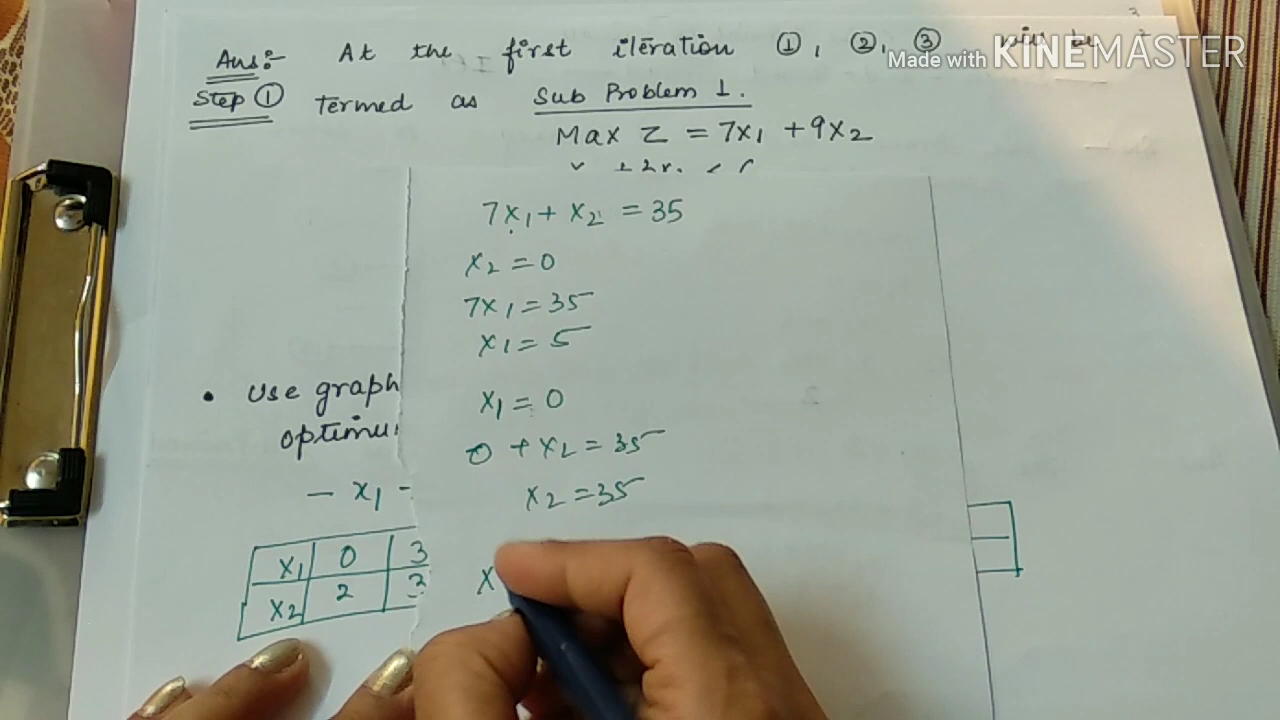 Ans:- At the first iteration ①, ②, ③ will be
Made with KINEMASTER
Step ① termed as Sub Problem 1.
Max Z = 7x₁ + 9x₂
7x₁ + x₂ = 35
x₂ = 0
7x₁ = 35
x₁ = 5
x₁ = 0
0 + x₂ = 35
x₂ = 35
x
• Use graph
optimu
- x₁ -
x₁ 0 3
x₂ 2 3